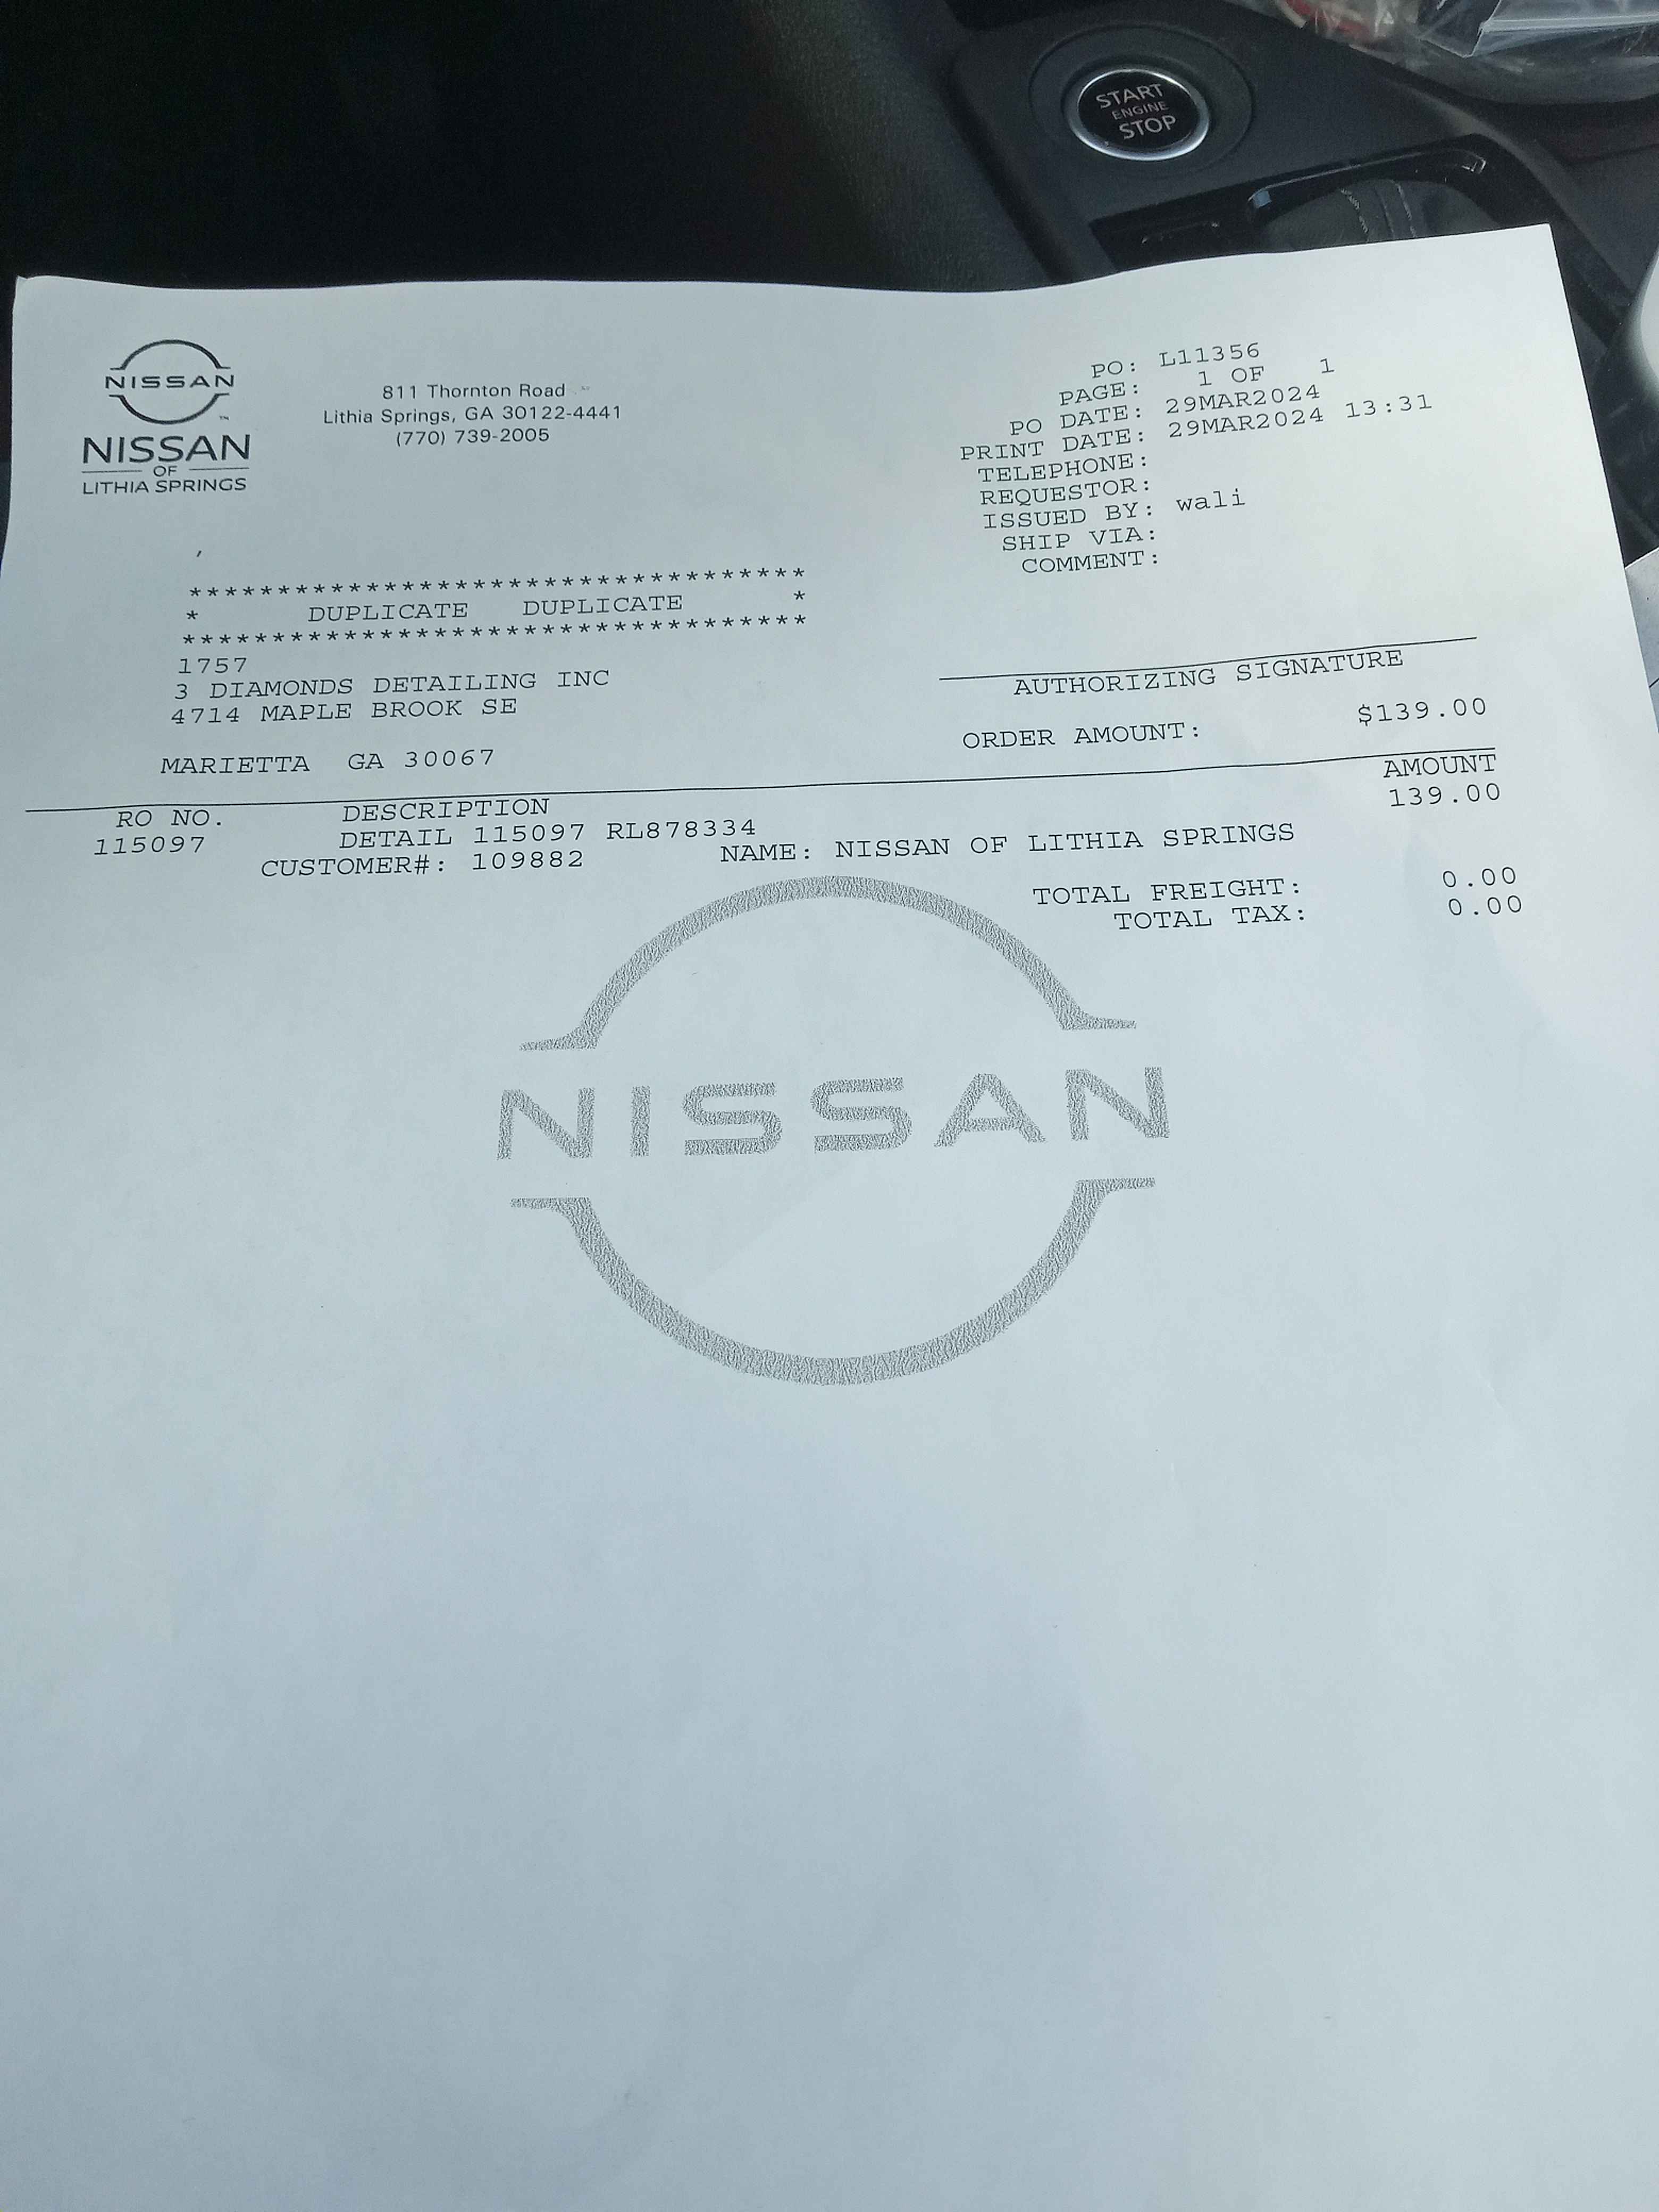 START
ENGINE
STOP
NISSAN
NISSAN
OF
LITHIA SPRINGS
811 Thornton Road
Lithia Springs, GA 30122-4441
(770) 739-2005
PO: L11356
PAGE: 1 OF 1
PO DATE: 29MAR2024
PRINT DATE: 29MAR2024 13:31
TELEPHONE:
REQUESTOR:
ISSUED BY: wali
SHIP VIA:
COMMENT:
**********************************
* DUPLICATE DUPLICATE *
**********************************
1757
3 DIAMONDS DETAILING INC
4714 MAPLE BROOK SE
MARIETTA GA 30067
AUTHORIZING SIGNATURE
ORDER AMOUNT: $139.00
RO NO. DESCRIPTION AMOUNT
115097 DETAIL 115097 RL878334 139.00
CUSTOMER#: 109882 NAME: NISSAN OF LITHIA SPRINGS
TOTAL FREIGHT: 0.00
TOTAL TAX: 0.00
NISSAN